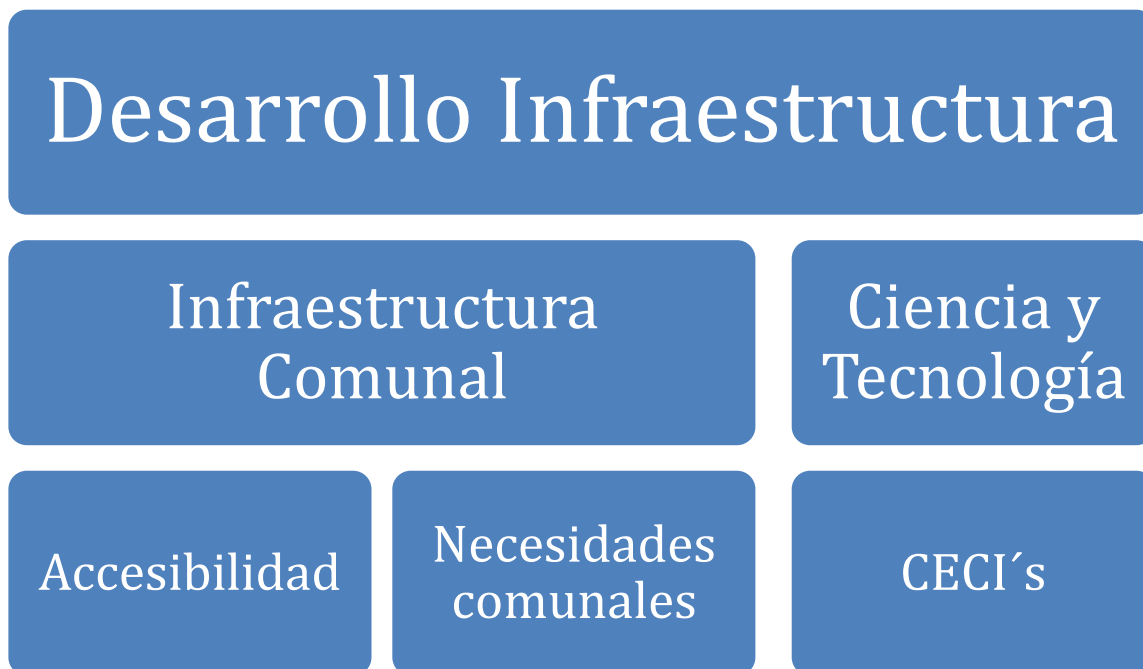 Desarrollo Infraestructura
Infraestructura
Comunal
Ciencia y
Tecnología
Accesibilidad
Necesidades
comunales
CECI´s